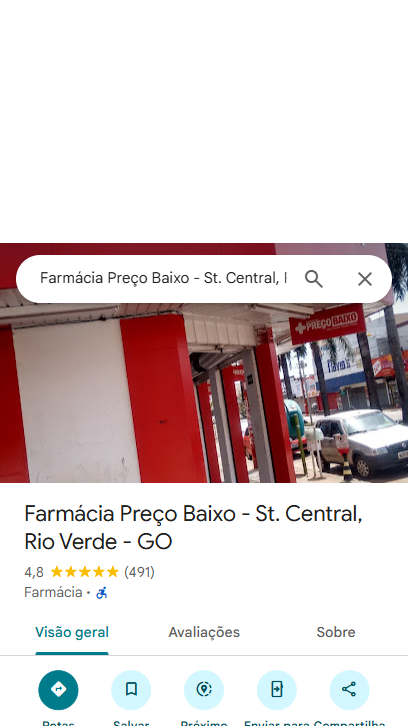 Farmácia Preço Baixo - St. Central,
PREÇO BAIXO
Flávio's
Farmácia Preço Baixo - St. Central,
Rio Verde - GO
4,8 (491)
Farmácia ·
Visão geral Avaliações Sobre
Rotas Salvar Próximo Enviar para Compartilha